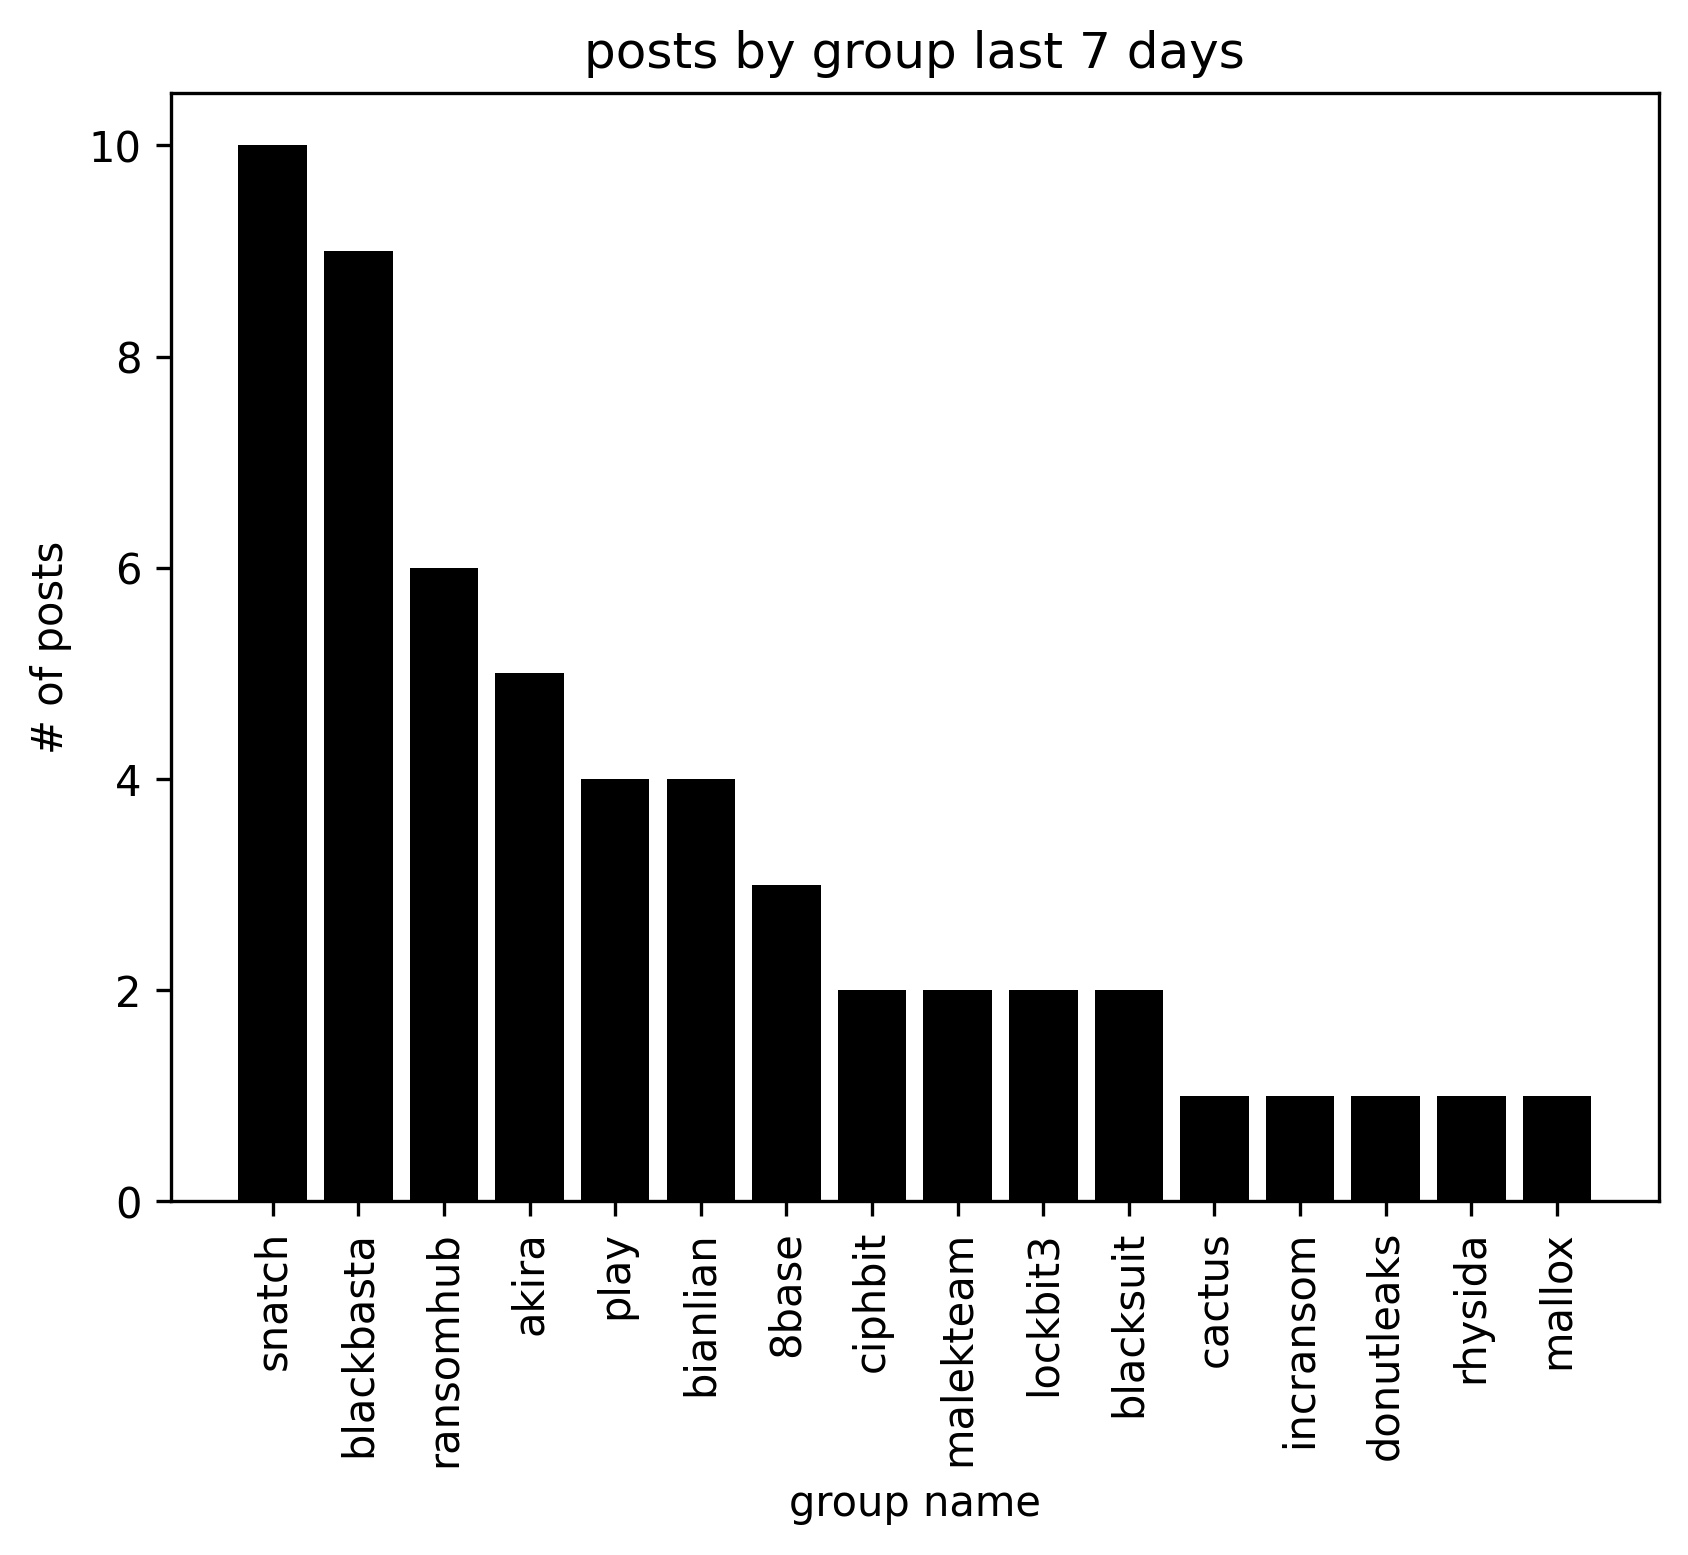 posts by group last 7 days
10
8
6
4
2
0
# of posts
snatch
blackbasta
ransomhub
akira
play
bianlian
8base
ciphbit
malekteam
lockbit3
blacksuit
cactus
incransom
donutleaks
rhysida
mallox
group name